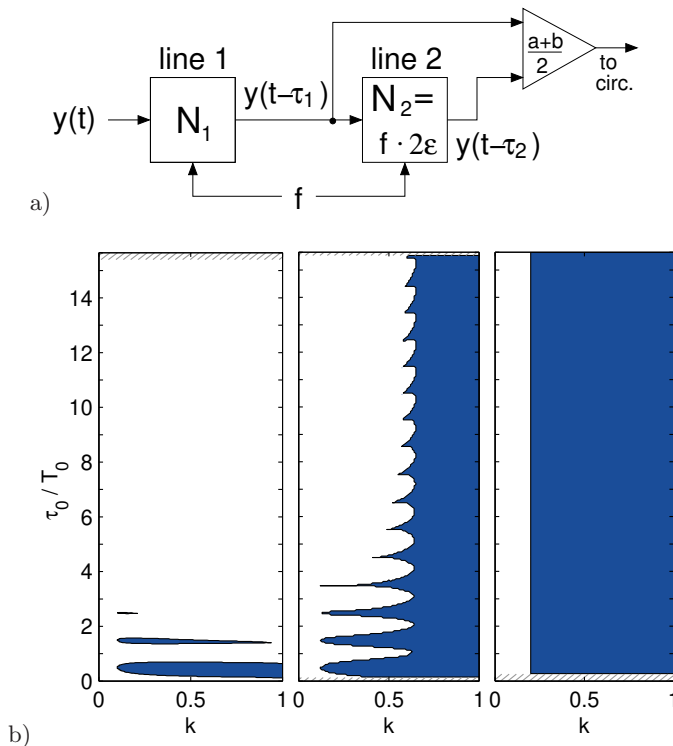 line 1
line 2
a+b
2
to
circ.
y(t)
N₁
y(t−τ₁)
N₂=
f · 2ε
y(t−τ₂)
f
a)
τ₀ / T₀
14
12
10
8
6
4
2
0
0 0.5 1
0 0.5 1
0 0.5 1
k
k
k
b)